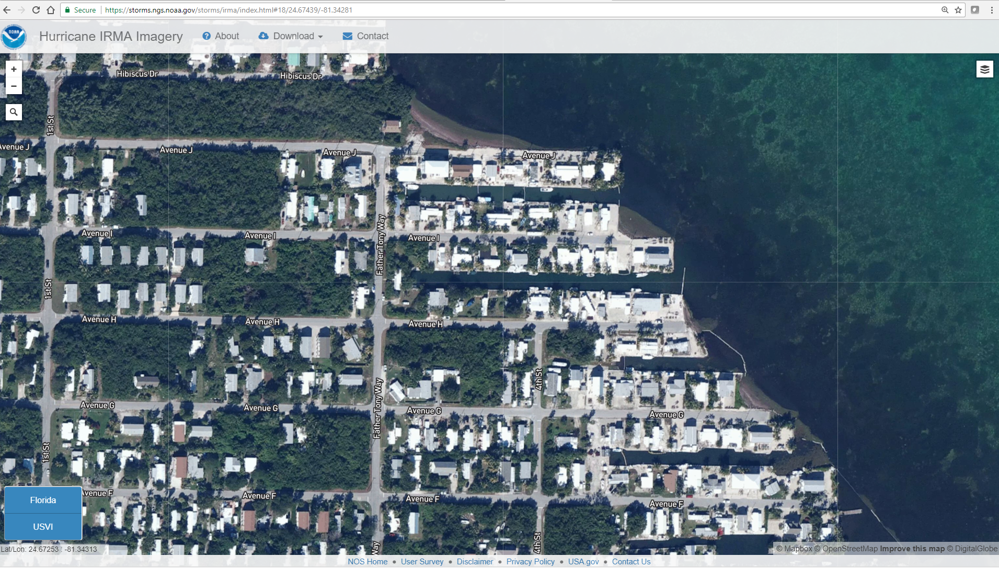 Secure
https://storms.ngs.noaa.gov/storms/irma/index.html#18/24.67439/-81.34281
NOAA
Hurricane IRMA Imagery
About
Download
Contact
+
−
Hibiscus Dr
Hibiscus Dr
1st St
Avenue J
Avenue J
Avenue J
Avenue J
Father Tony Way
Avenue I
Avenue I
Avenue I
1st St
Avenue H
Avenue H
Avenue H
4th St
Father Tony Way
Avenue G
Avenue G
Avenue G
Avenue G
1st St
Avenue F
Avenue F
Avenue F
Avenue F
Florida
USVI
4th St
Way
Lat/Lon: 24.67253 : -81.34313
© Mapbox © OpenStreetMap Improve this map © DigitalGlobe
NOS Home • User Survey • Disclaimer • Privacy Policy • USA.gov • Contact Us